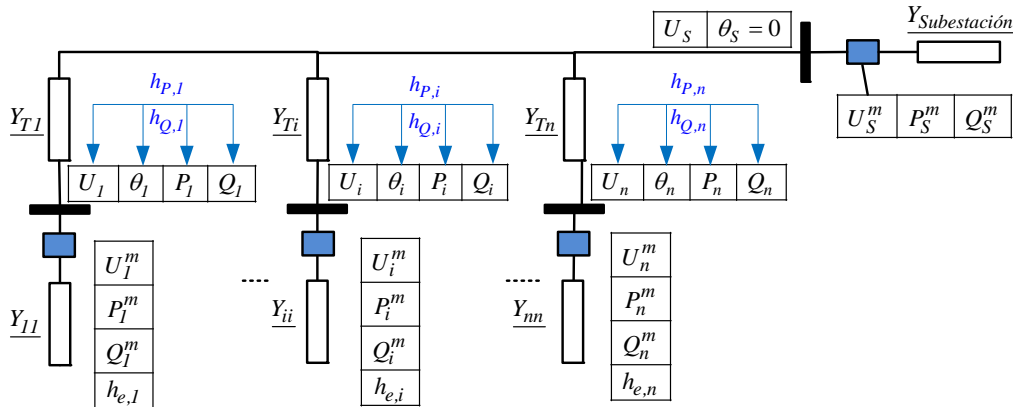 U_S θ_S = 0
Y_Subestación
U_S^m P_S^m Q_S^m
Y_T1
h_P,1
h_Q,1
U_1 θ_1 P_1 Q_1
Y_Ti
h_P,i
h_Q,i
U_i θ_i P_i Q_i
Y_Tn
h_P,n
h_Q,n
U_n θ_n P_n Q_n
Y_11
U_1^m
P_1^m
Q_1^m
h_e,1
Y_ii
U_i^m
P_i^m
Q_i^m
h_e,i
Y_nn
U_n^m
P_n^m
Q_n^m
h_e,n